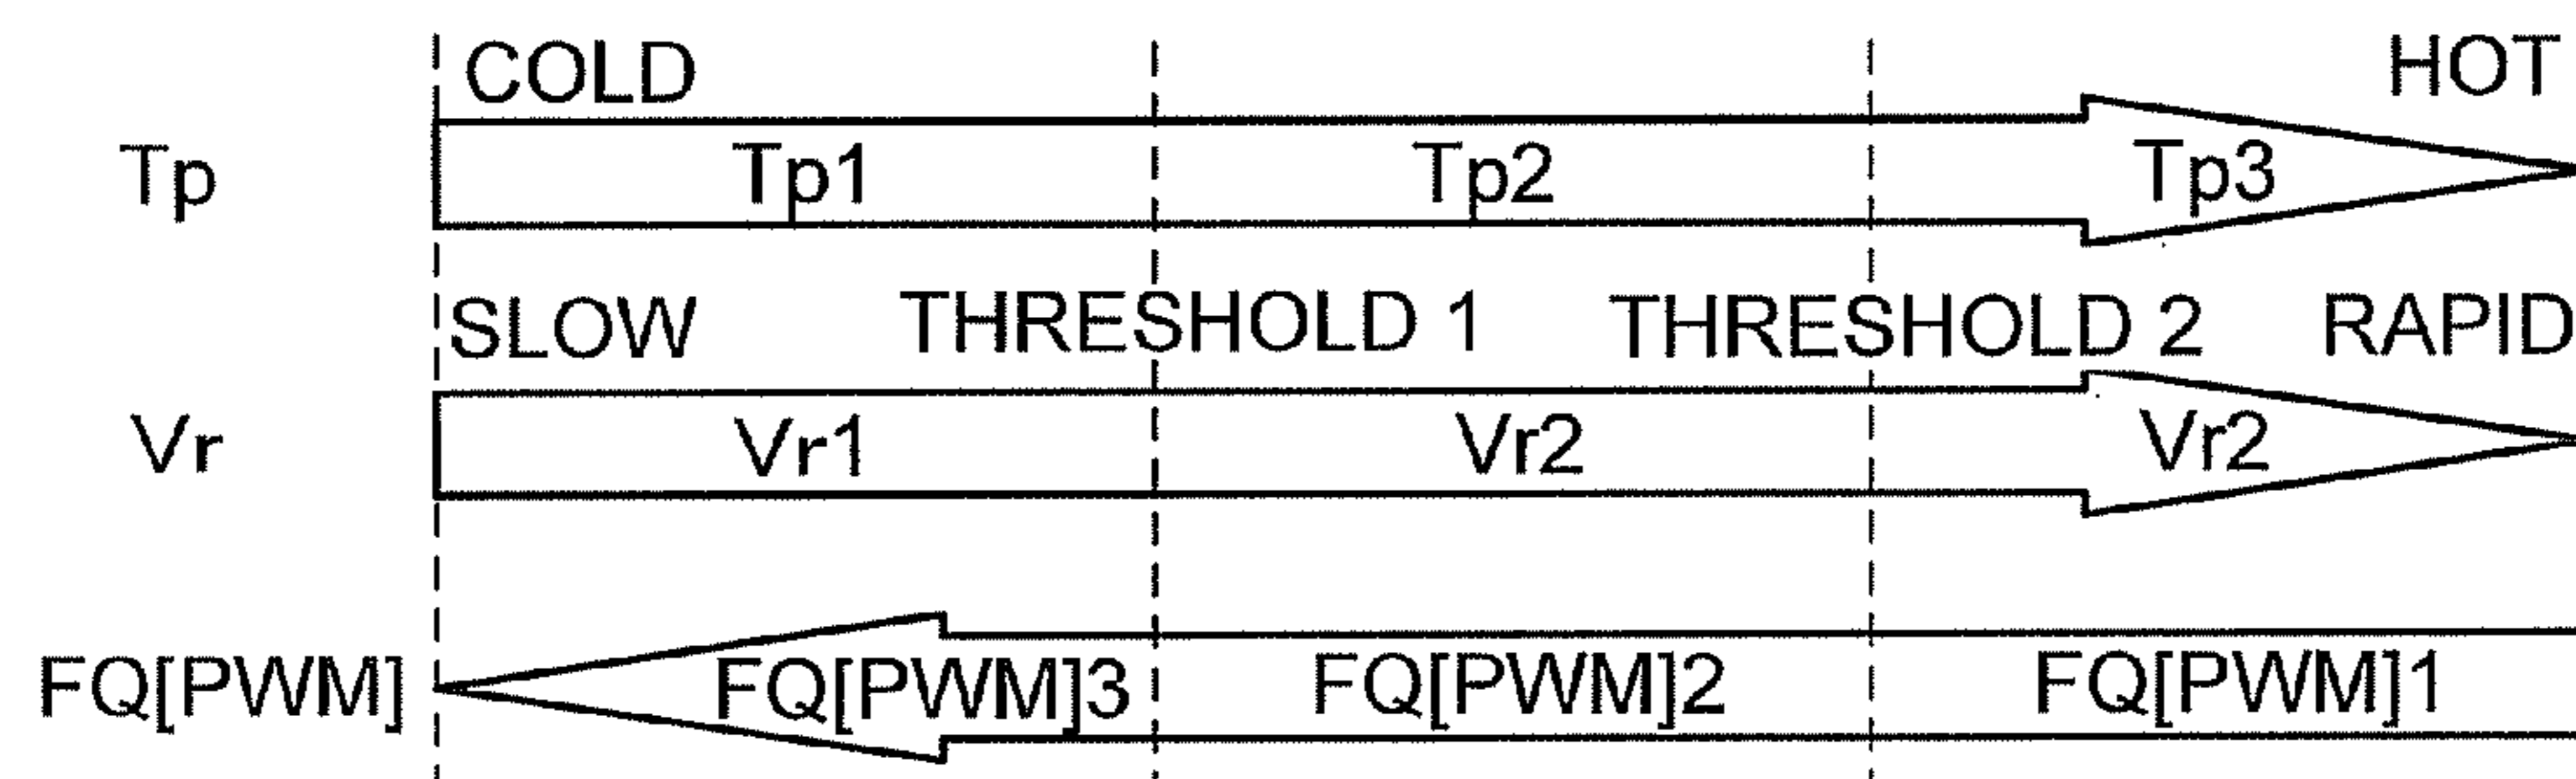 COLD HOT
Tp Tp1 Tp2 Tp3
SLOW THRESHOLD 1 THRESHOLD 2 RAPID
Vr Vr1 Vr2 Vr2
FQ[PWM] FQ[PWM]3 FQ[PWM]2 FQ[PWM]1